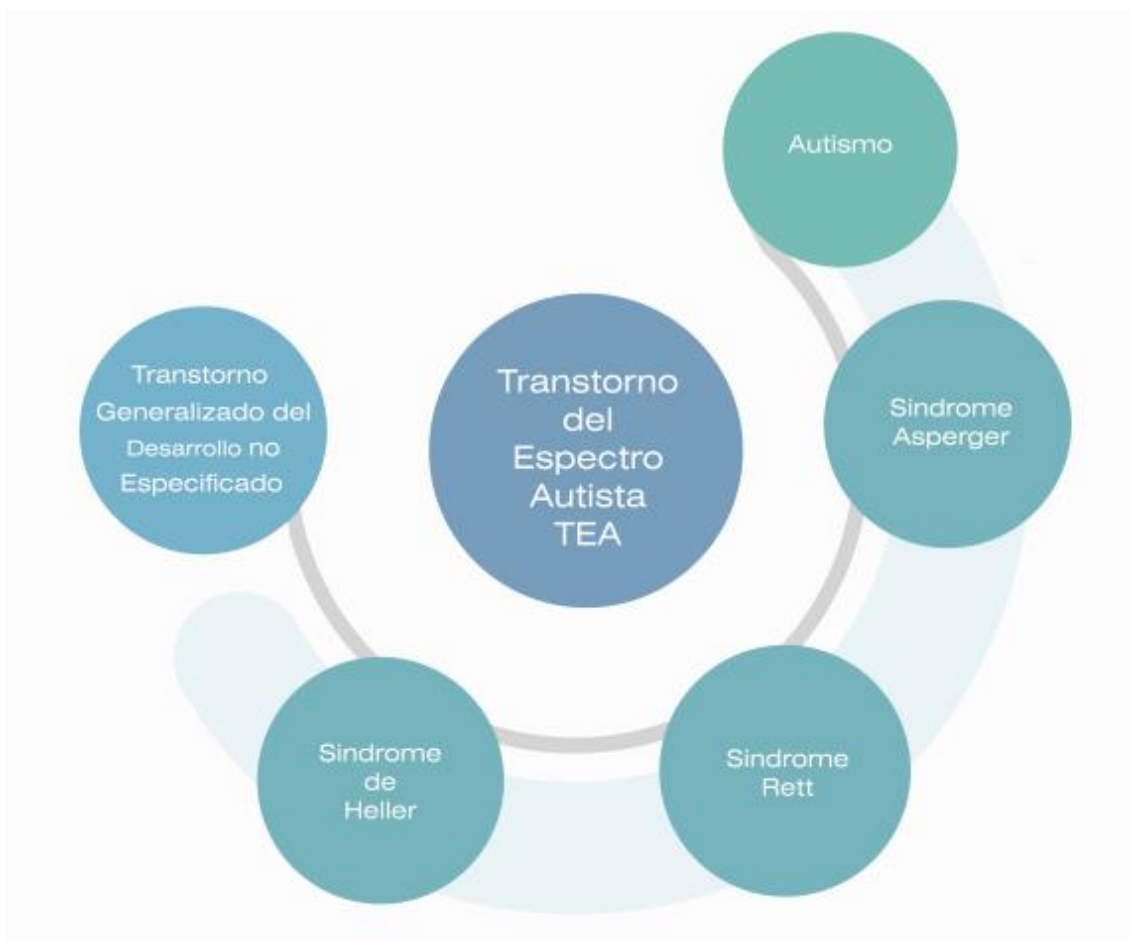 Autismo
Transtorno
del
Espectro
Autista
TEA
Sindrome
Asperger
Transtorno
Generalizado del
Desarrollo no
Especificado
Sindrome
Rett
Sindrome
de
Heller